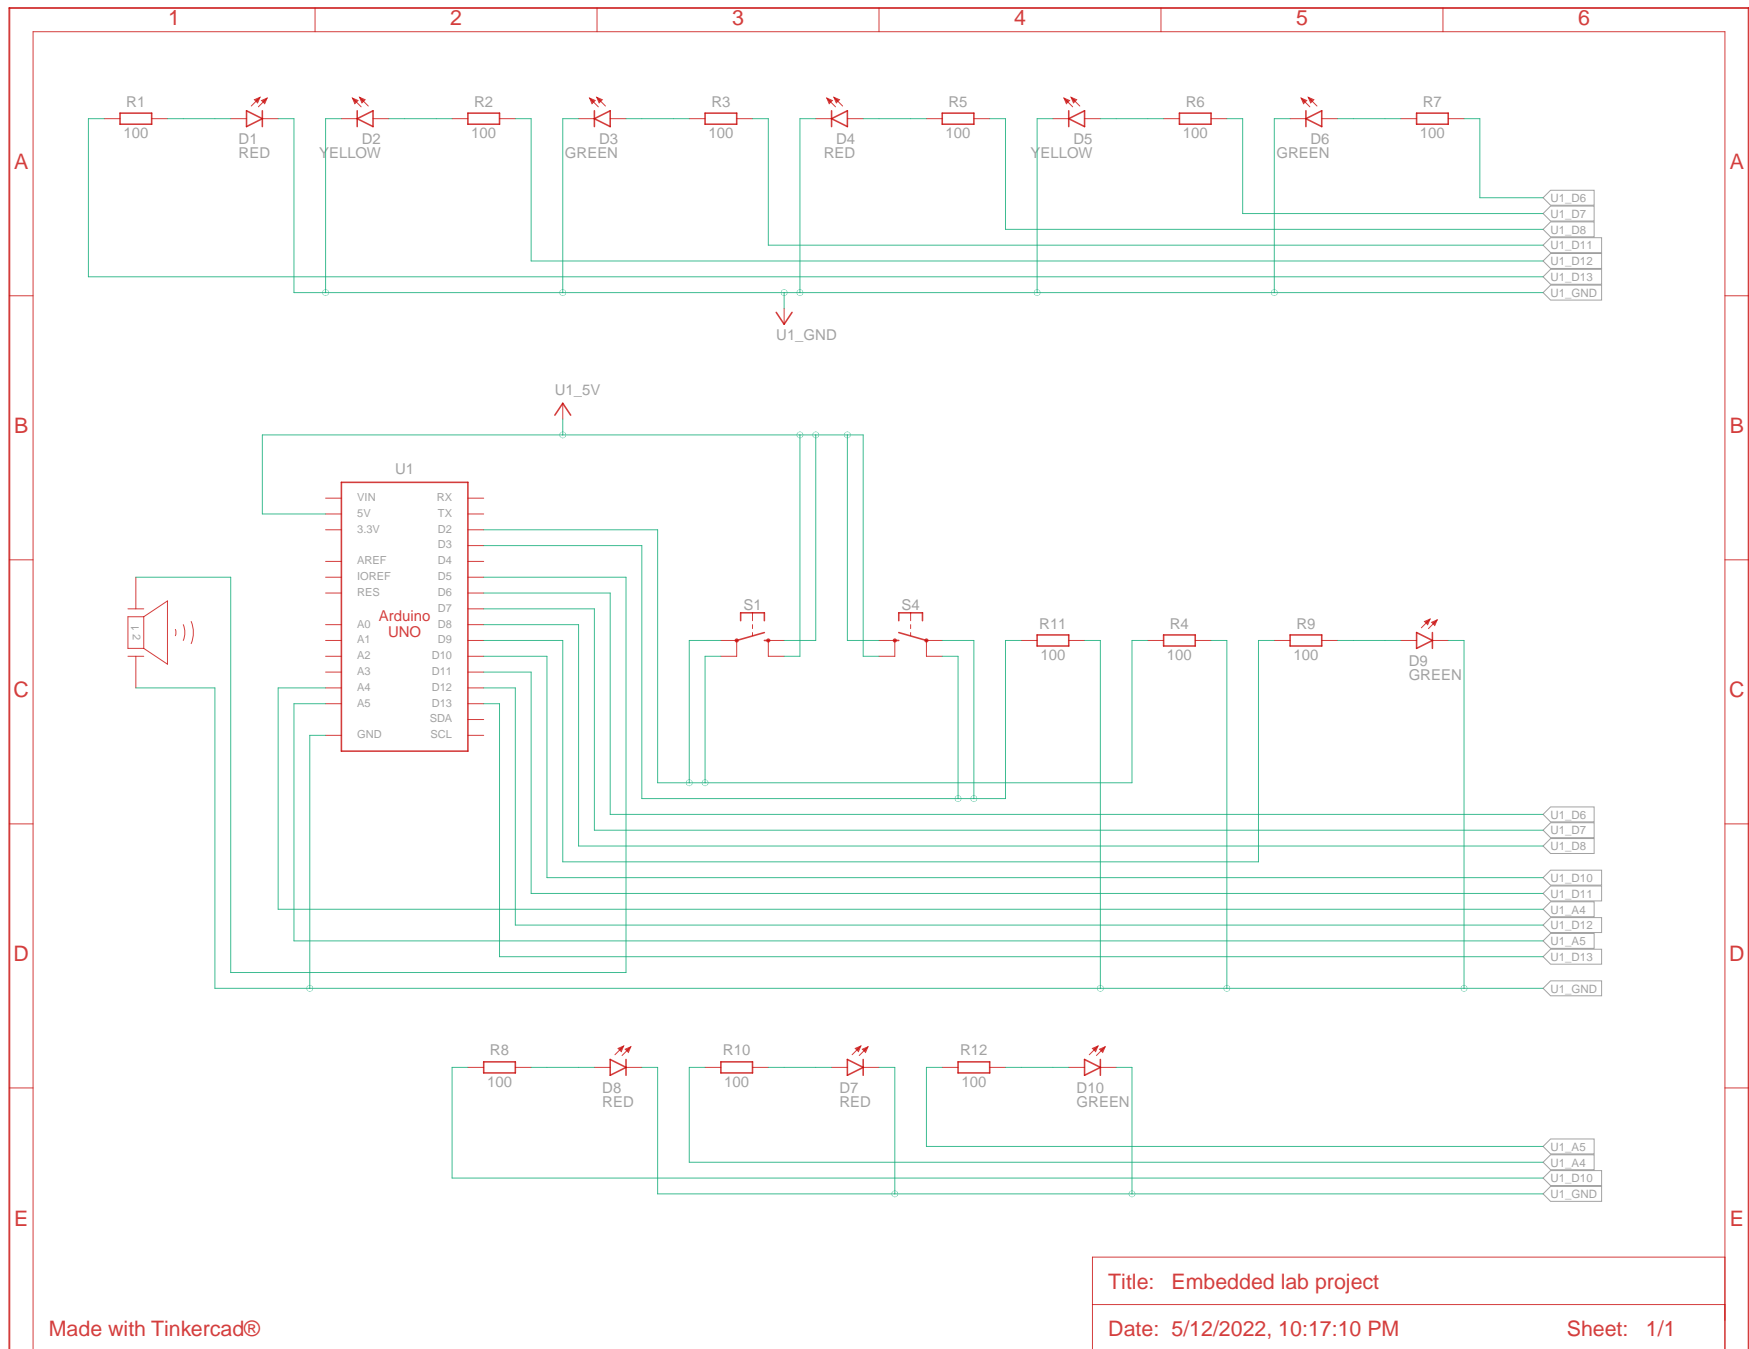 1 2 3 4 5 6
R1 R2 R3 R5 R6 R7
100 100 100 100 100 100
D1 D2 D3 D4 D5 D6
RED YELLOW GREEN RED YELLOW GREEN
A A
U1_D6
U1_D7
U1_D8
U1_D11
U1_D12
U1_D13
U1_GND
U1_GND
U1_5V
B B
U1
VIN RX
5V TX
3.3V D2
D3
AREF D4
IOREF D5
RES D6
D7
Arduino
UNO
A0 D8
A1 D9
A2 D10
A3 D11
A4 D12
A5 D13
SDA
GND SCL
1 2
S1 S4 R11 R4 R9
100 100 100
D9
GREEN
C C
U1_D6
U1_D7
U1_D8
U1_D10
U1_D11
U1_A4
U1_D12
U1_A5
U1_D13
U1_GND
D D
R8 R10 R12
100 100 100
D8 D7 D10
RED RED GREEN
U1_A5
U1_A4
U1_D10
U1_GND
E E
Title: Embedded lab project
Made with Tinkercad®
Date: 5/12/2022, 10:17:10 PM Sheet: 1/1